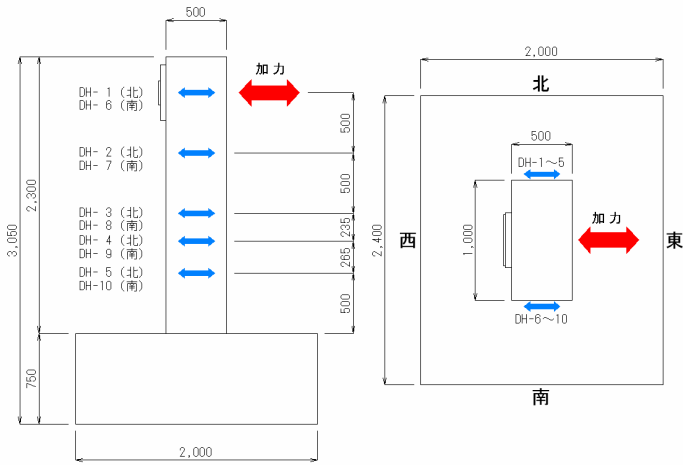 500
加力
DH- 1 (北)
DH- 6 (南)
DH- 2 (北)
DH- 7 (南)
DH- 3 (北)
DH- 8 (南)
DH- 4 (北)
DH- 9 (南)
DH- 5 (北)
DH-10 (南)
500
500
235
265
500
2,300
3,050
750
2,000
2,000
北
500
DH-1～5
1,000
2,400
西
加力
東
DH-6～10
南